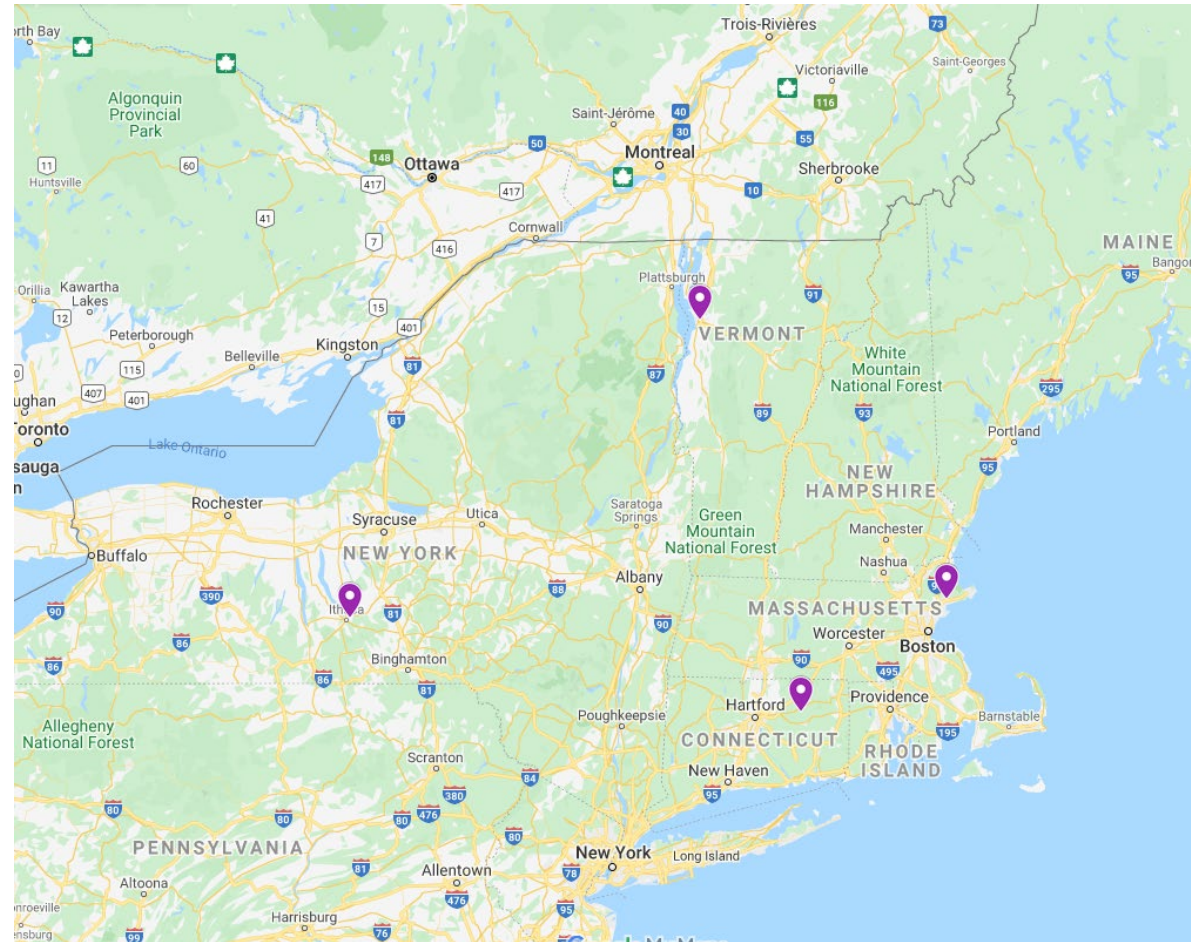 Trois-Rivières
73
orth Bay
Saint-Georges
Victoriaville
Algonquin
Provincial
Park
116
Saint-Jérôme
40
30
55
50
Montreal
148
Ottawa
Sherbrooke
11
60
417
417
10
Huntsville
41
Cornwall
7
416
MAINE
Bangor
95
Plattsburgh
91
Orillia
Kawartha
Lakes
15
12
VERMONT
401
Peterborough
Kingston
Belleville
115
81
White
Mountain
National Forest
87
407
401
295
ughan
89
93
81
Toronto
Portland
Lake Ontario
sauga
n
95
NEW
HAMPSHIRE
Rochester
Saratoga
Springs
Utica
Syracuse
Green
Mountain
National Forest
Manchester
Buffalo
NEW YORK
Nashua
Albany
88
390
90
Ithaca
81
MASSACHUSETTS
90
86
Worcester
Boston
Binghamton
90
86
86
495
81
Hartford
Providence
Poughkeepsie
Barnstable
Allegheny
National Forest
195
CONNECTICUT
RHODE
ISLAND
Scranton
New Haven
84
380
95
80
80
80
476
80
PENNSYLVANIA
New York
Long Island
Allentown
81
78
Altoona
476
95
nroeville
Harrisburg
76
ensburg
99